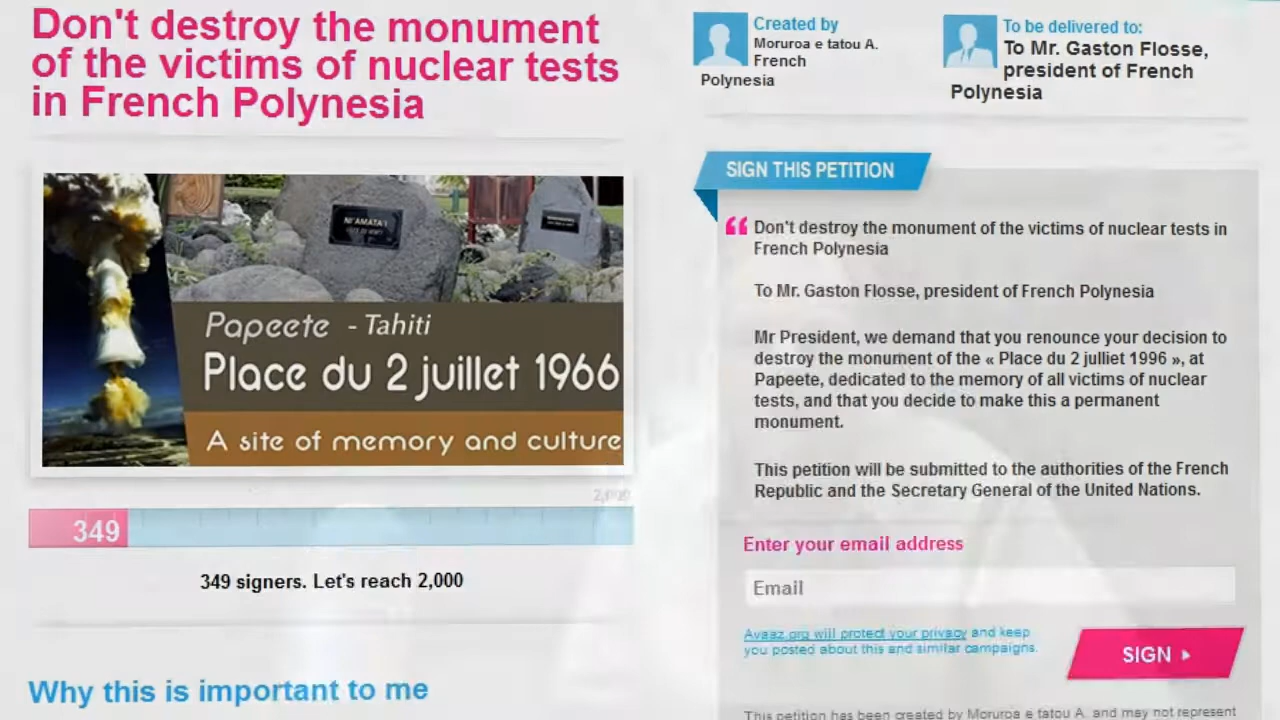 Don't destroy the monument
of the victims of nuclear tests
in French Polynesia
Created by
Moruroa e tatou A.
French
Polynesia
To be delivered to:
To Mr. Gaston Flosse,
president of French
Polynesia
NI'AMATA'I
Papeete - Tahiti
Place du 2 juillet 1966
A site of memory and culture
2,000
349
349 signers. Let's reach 2,000
Why this is important to me
SIGN THIS PETITION
Don't destroy the monument of the victims of nuclear tests in
French Polynesia
To Mr. Gaston Flosse, president of French Polynesia
Mr President, we demand that you renounce your decision to
destroy the monument of the « Place du 2 julliet 1996 », at
Papeete, dedicated to the memory of all victims of nuclear
tests, and that you decide to make this a permanent
monument.
This petition will be submitted to the authorities of the French
Republic and the Secretary General of the United Nations.
Enter your email address
Email
Avaaz.org will protect your privacy and keep
you posted about this and similar campaigns.
SIGN
This petition has been created by Moruroa e tatou A. and may not represent